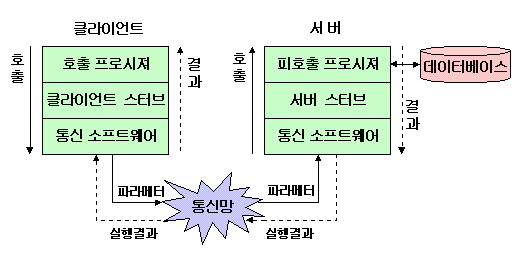 클라이언트
서 버
호출
호출 프로시져
클라이언트 스터브
통신 소프트웨어
결과
호출
피호출 프로시져
서버 스터브
통신 소프트웨어
결과
데이터베이스
파라메터
통신망
파라메터
실행결과
실행결과